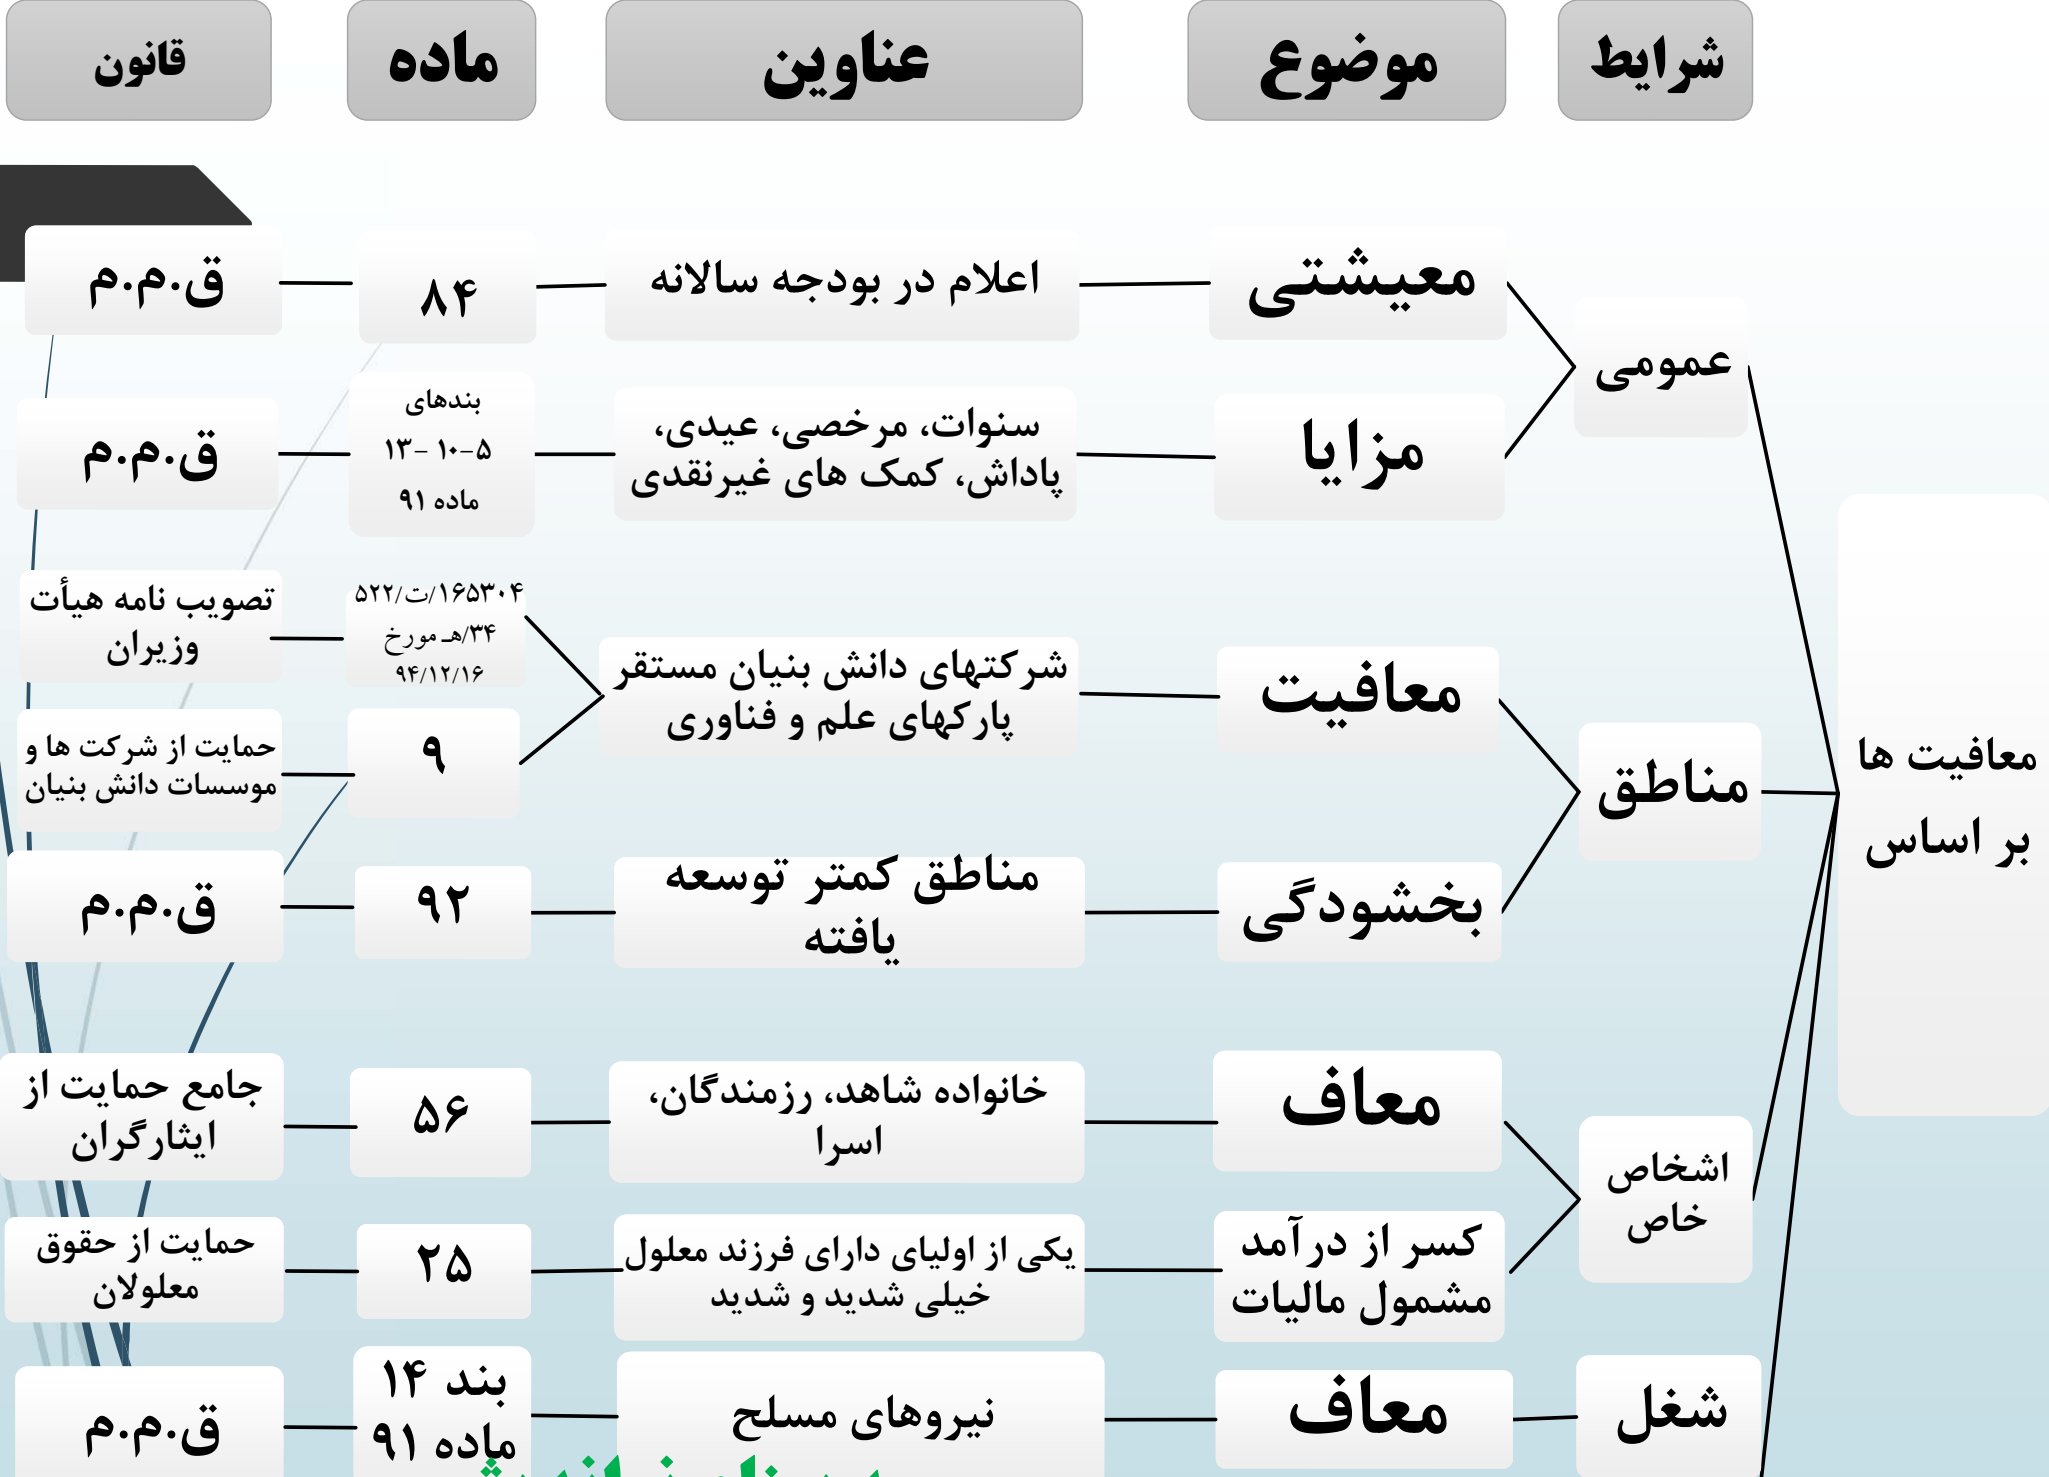 شرایط
موضوع
عناوین
ماده
قانون
معافیت ها
بر اساس
عمومی
معیشتی
اعلام در بودجه سالانه
۸۴
ق.م.م
مزایا
سنوات، مرخصی، عیدی،
پاداش، کمک های غیرنقدی
بندهای
۵-۱۰ -۱۳
ماده ۹۱
ق.م.م
مناطق
معافیت
شرکتهای دانش بنیان مستقر
پارکهای علم و فناوری
۱۶۵۳۰۴/ت/۵۲۲
۳۴/هـ مورخ
۹۴/۱۲/۱۶
تصویب نامه هیأت
وزیران
۹
حمایت از شرکت ها و
موسسات دانش بنیان
بخشودگی
مناطق کمتر توسعه
یافته
۹۲
ق.م.م
اشخاص
خاص
معاف
خانواده شاهد، رزمندگان،
اسرا
۵۶
جامع حمایت از
ایثارگران
کسر از درآمد
مشمول مالیات
یکی از اولیای دارای فرزند معلول
خیلی شدید و شدید
۲۵
حمایت از حقوق
معلولان
شغل
معاف
نیروهای مسلح
بند ۱۴
ماده ۹۱
ق.م.م